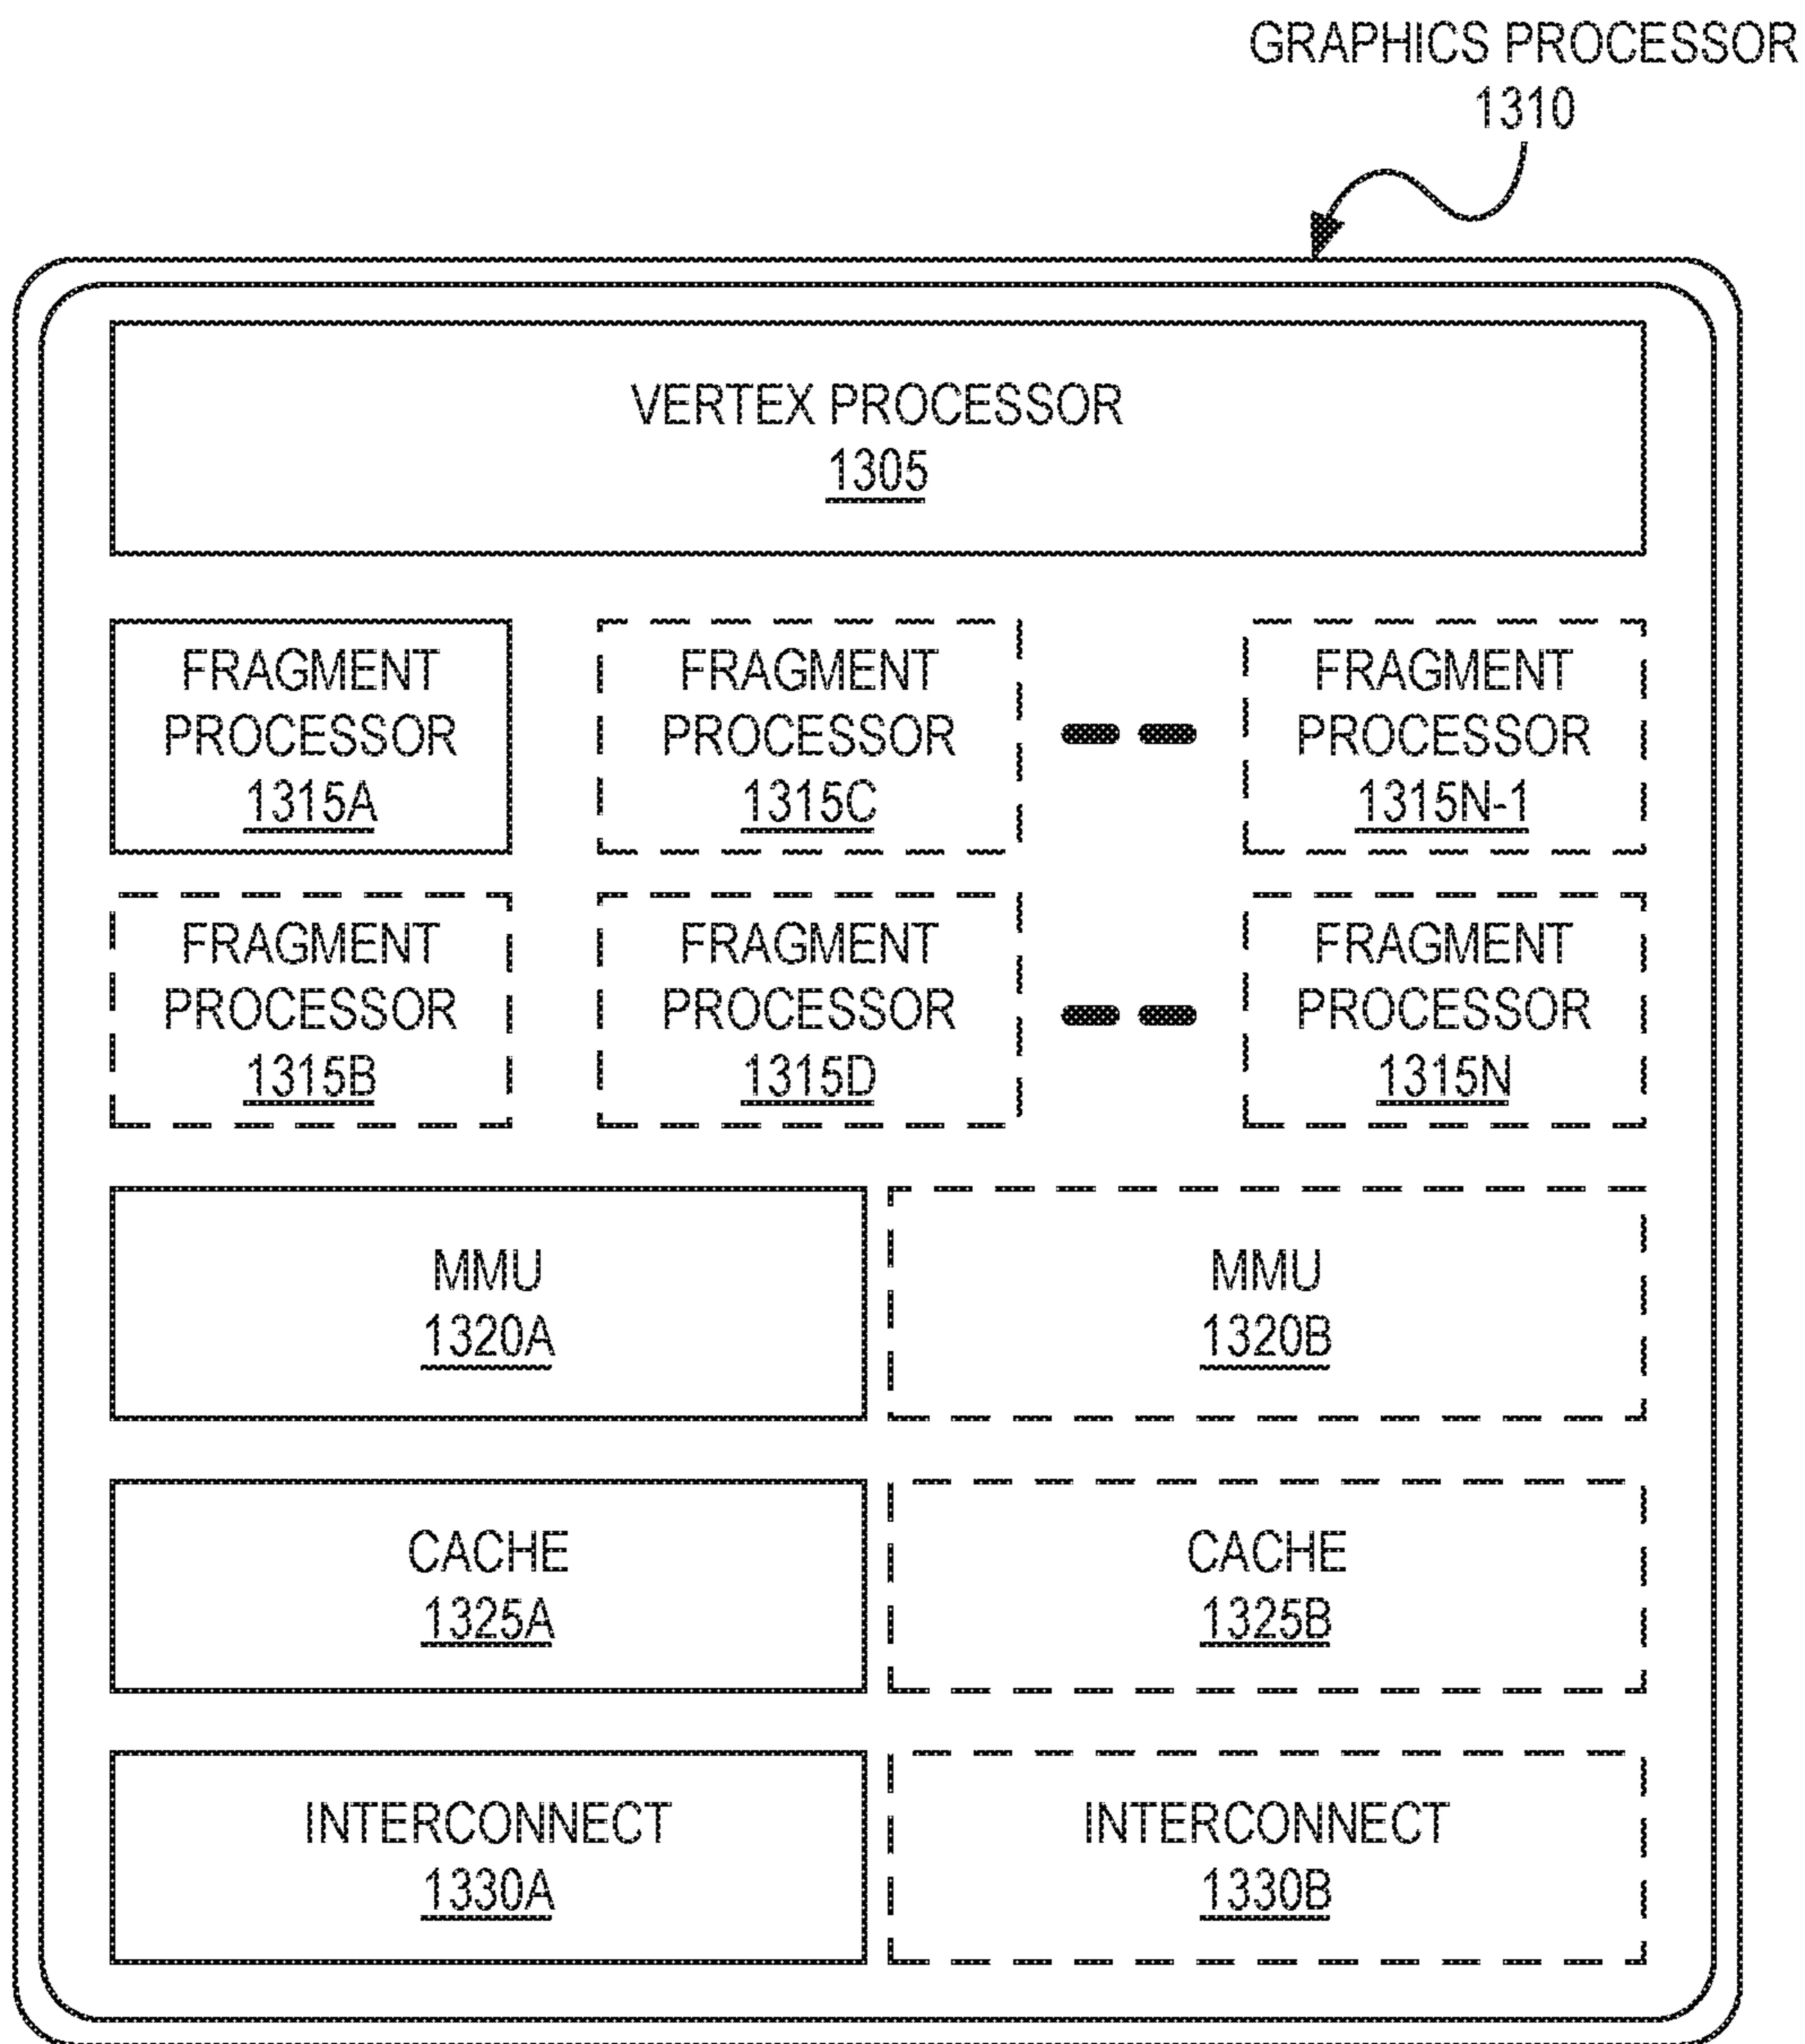 GRAPHICS PROCESSOR
1310
VERTEX PROCESSOR
1305
FRAGMENT
PROCESSOR
1315A
FRAGMENT
PROCESSOR
1315C
FRAGMENT
PROCESSOR
1315N-1
FRAGMENT
PROCESSOR
1315B
FRAGMENT
PROCESSOR
1315D
FRAGMENT
PROCESSOR
1315N
MMU
1320A
MMU
1320B
CACHE
1325A
CACHE
1325B
INTERCONNECT
1330A
INTERCONNECT
1330B